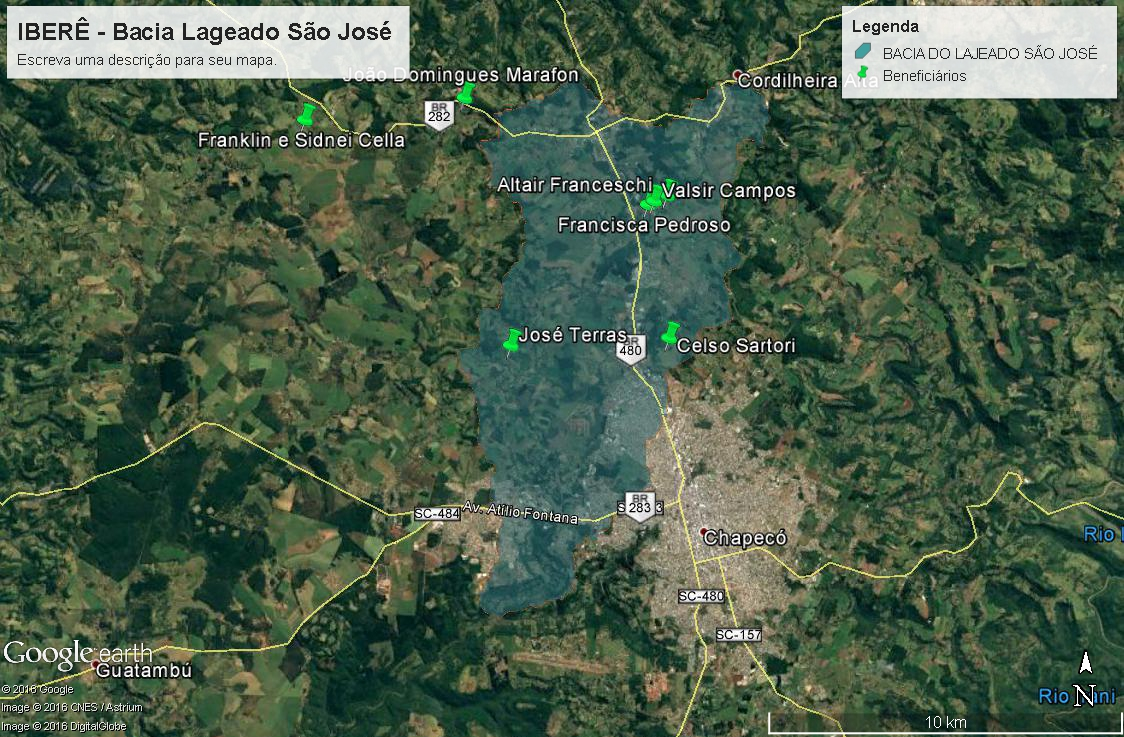 IBERÊ - Bacia Lageado São José
Escreva uma descrição para seu mapa.
Legenda
BACIA DO LAJEADO SÃO JOSÉ
Beneficiários
João Domingues Marafon
Cordilheira Alta
BR
282
Franklin e Sidnei Cella
Altair Franceschi
Valsir Campos
Francisca Pedroso
José Terras
BR
480
Celso Sartori
SC-484
Av. Atílio Fontana
BR
283
Chapecó
Rio
SC-480
SC-157
Google earth
Guatambú
© 2016 Google
Image © 2016 CNES / Astrium
Image © 2016 DigitalGlobe
Rio
N
10 km